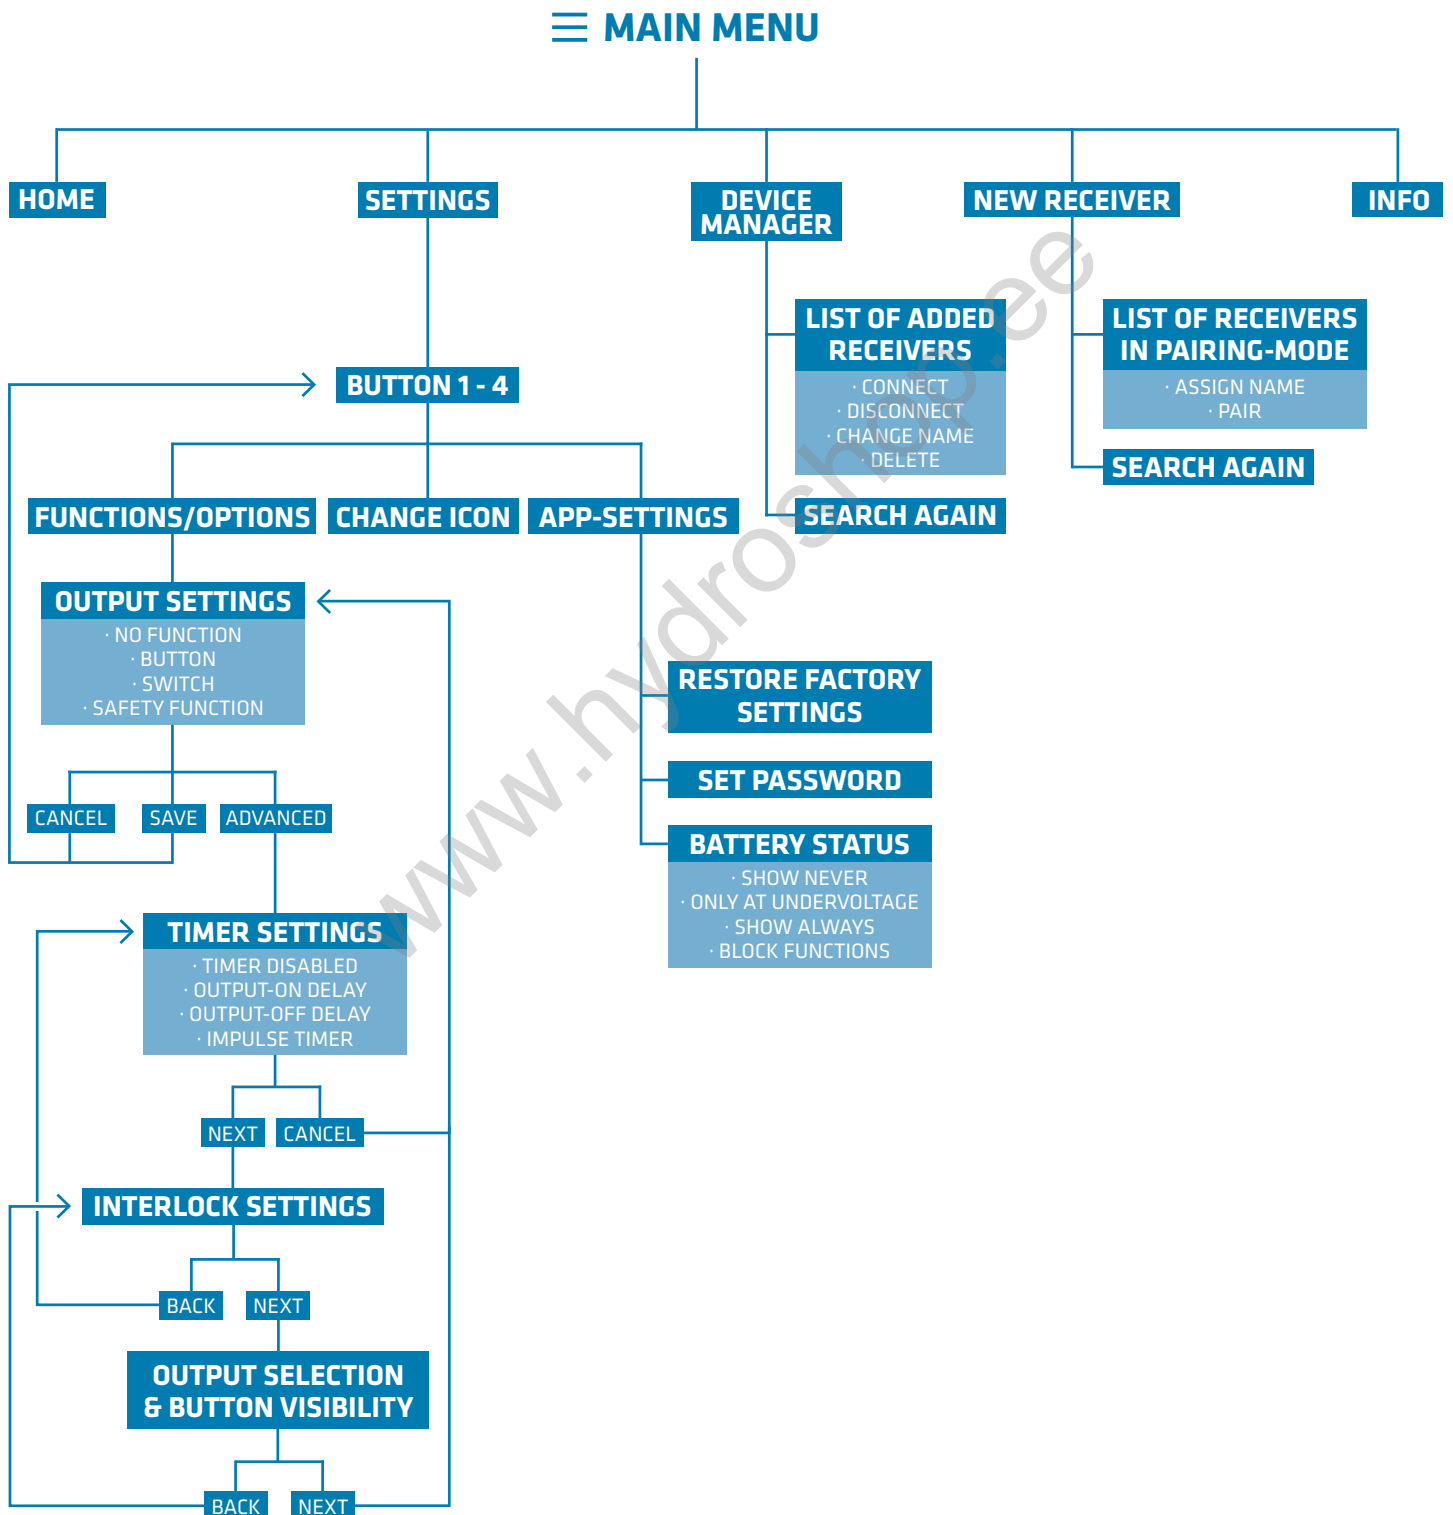 MAIN MENU
HOME
SETTINGS
DEVICE
MANAGER
NEW RECEIVER
INFO
LIST OF ADDED
RECEIVERS
· CONNECT
· DISCONNECT
· CHANGE NAME
· DELETE
SEARCH AGAIN
LIST OF RECEIVERS
IN PAIRING-MODE
· ASSIGN NAME
· PAIR
SEARCH AGAIN
BUTTON 1 - 4
FUNCTIONS/OPTIONS
CHANGE ICON
APP-SETTINGS
OUTPUT SETTINGS
· NO FUNCTION
· BUTTON
· SWITCH
· SAFETY FUNCTION
CANCEL
SAVE
ADVANCED
RESTORE FACTORY
SETTINGS
SET PASSWORD
BATTERY STATUS
· SHOW NEVER
· ONLY AT UNDERVOLTAGE
· SHOW ALWAYS
· BLOCK FUNCTIONS
TIMER SETTINGS
· TIMER DISABLED
· OUTPUT-ON DELAY
· OUTPUT-OFF DELAY
· IMPULSE TIMER
NEXT
CANCEL
INTERLOCK SETTINGS
BACK
NEXT
OUTPUT SELECTION
& BUTTON VISIBILITY
BACK
NEXT
www.hydroshop.ee